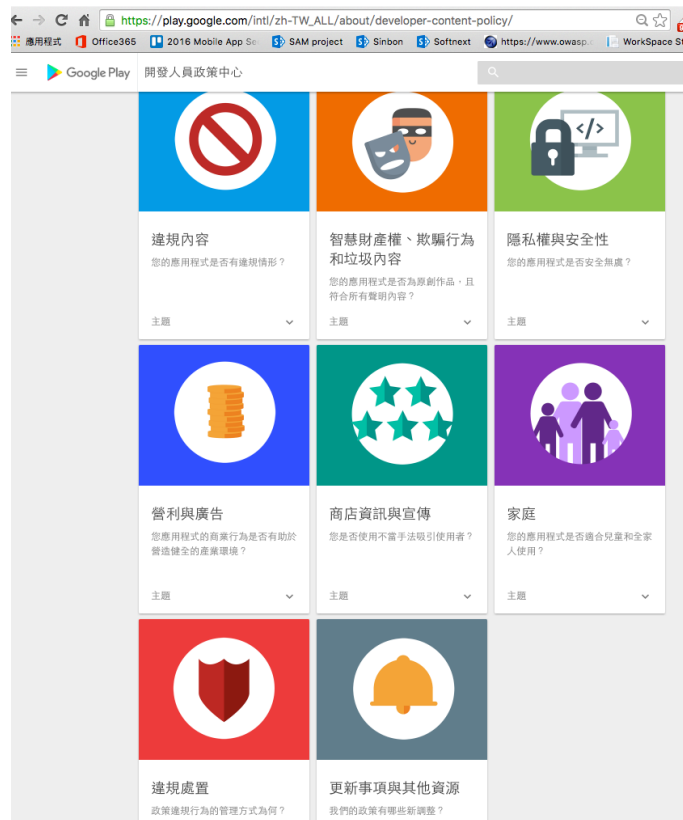 https://play.google.com/intl/zh-TW_ALL/about/developer-content-policy/
應用程式 Office365 2016 Mobile App Se SAM project Sinbon Softnext https://www.owasp. WorkSpace St
Google Play 開發人員政策中心
</>
違規內容
您的應用程式是否有違規情形？
主題
智慧財產權、欺騙行為
和垃圾內容
您的應用程式是否為原創作品，且
符合所有聲明內容？
主題
隱私權與安全性
您的應用程式是否安全無虞？
主題
營利與廣告
您應用程式的商業行為是否有助於
營造健全的產業環境？
主題
商店資訊與宣傳
您是否使用不當手法吸引使用者？
主題
家庭
您的應用程式是否適合兒童和全家
人使用？
主題
違規處置
政策違規行為的管理方式為何？
更新事項與其他資源
我們的政策有哪些新調整？